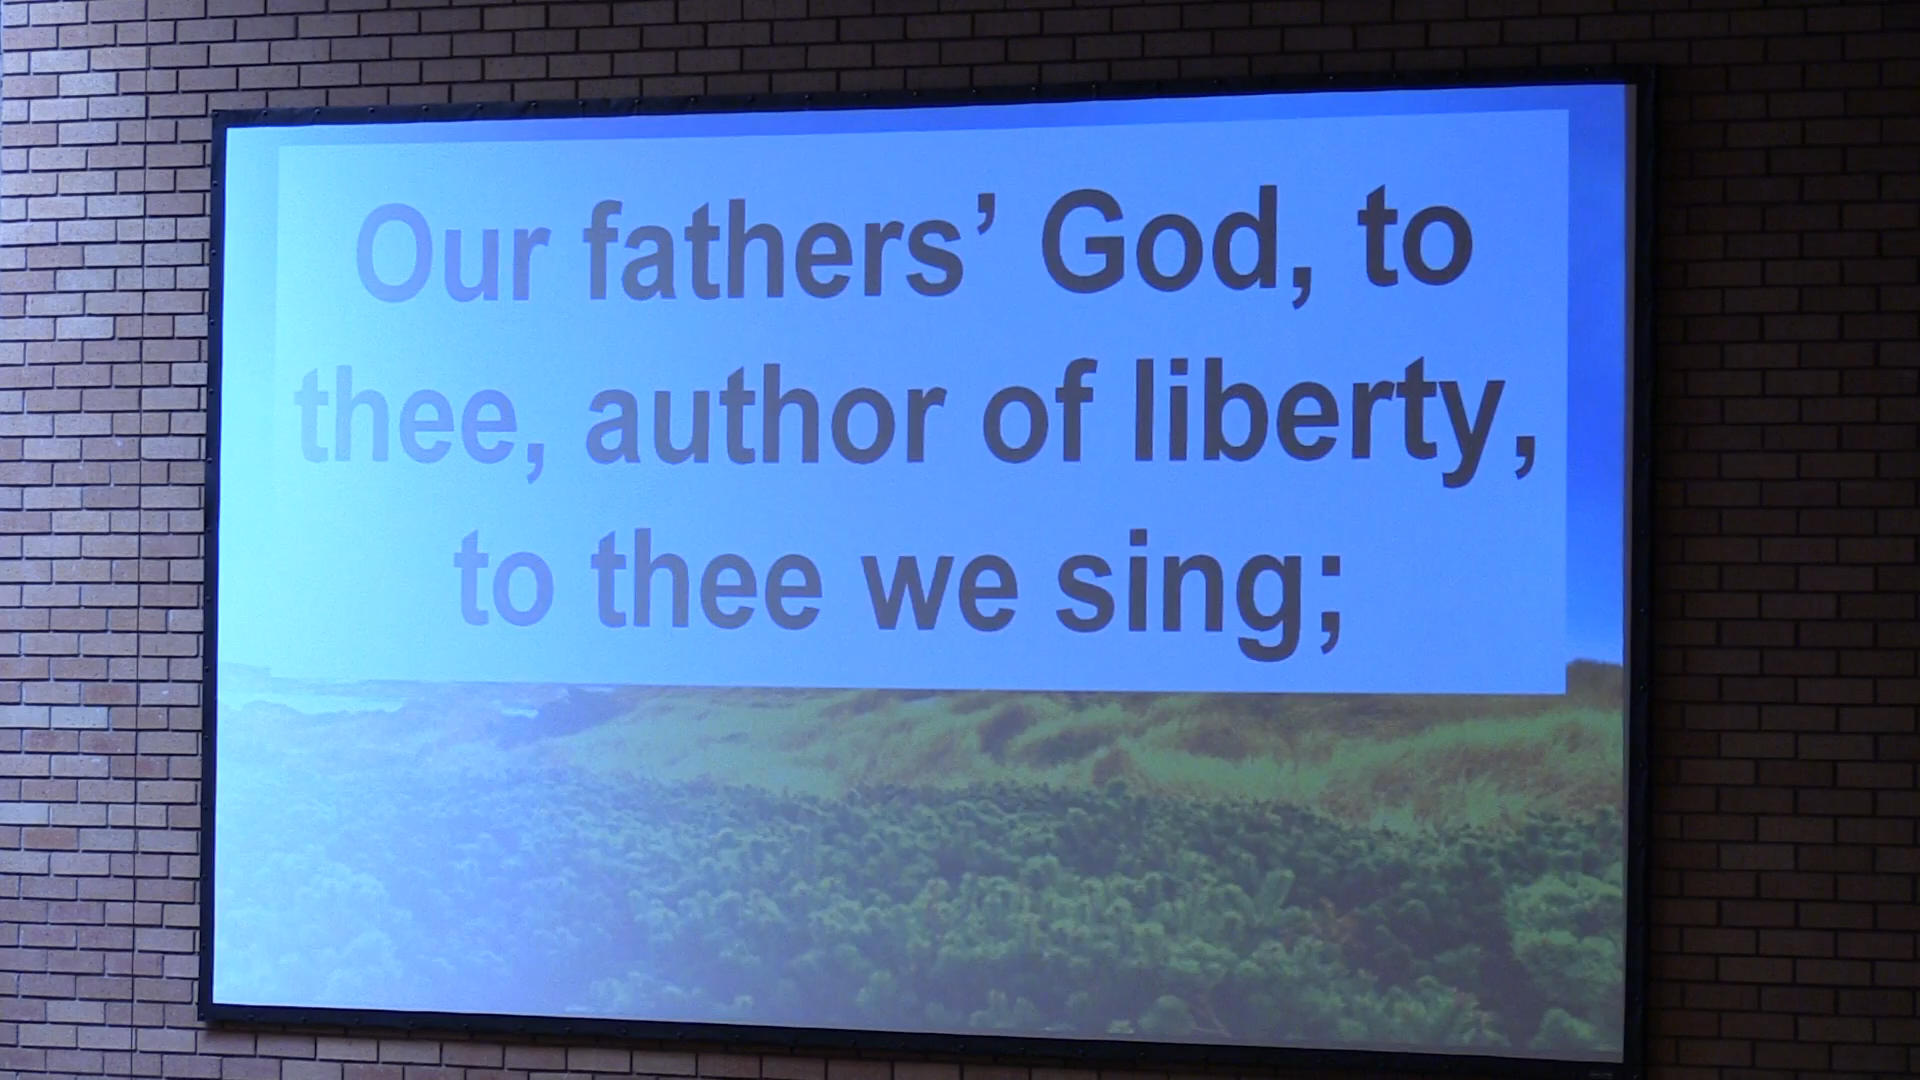 Our fathers’ God, to
thee, author of liberty,
to thee we sing;